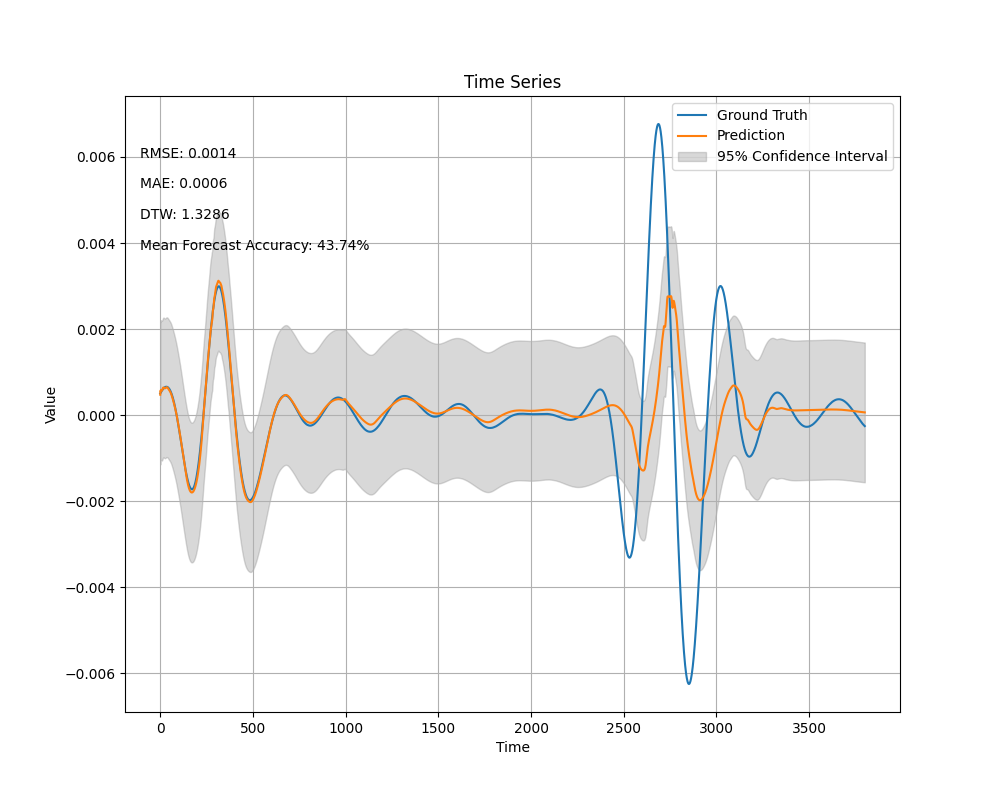 Time Series
Ground Truth
Prediction
95% Confidence Interval
RMSE: 0.0014
MAE: 0.0006
DTW: 1.3286
Mean Forecast Accuracy: 43.74%
Value
0.006
0.004
0.002
0.000
−0.002
−0.004
−0.006
0 500 1000 1500 2000 2500 3000 3500
Time